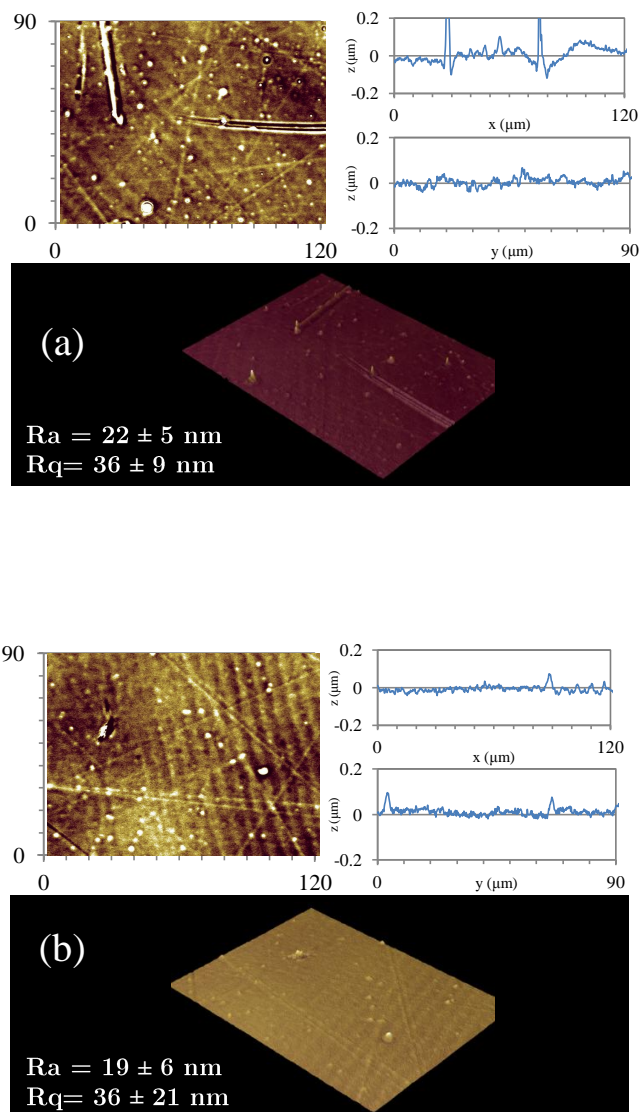 90
0
0
120
0.2
0
-0.2
z (μm)
0
120
x (μm)
0.2
0
-0.2
z (μm)
0
90
y (μm)
(a)
Ra = 22 ± 5 nm
Rq= 36 ± 9 nm
90
0
0
120
0.2
0
-0.2
z (μm)
0
120
x (μm)
0.2
0
-0.2
z (μm)
0
90
y (μm)
(b)
Ra = 19 ± 6 nm
Rq= 36 ± 21 nm